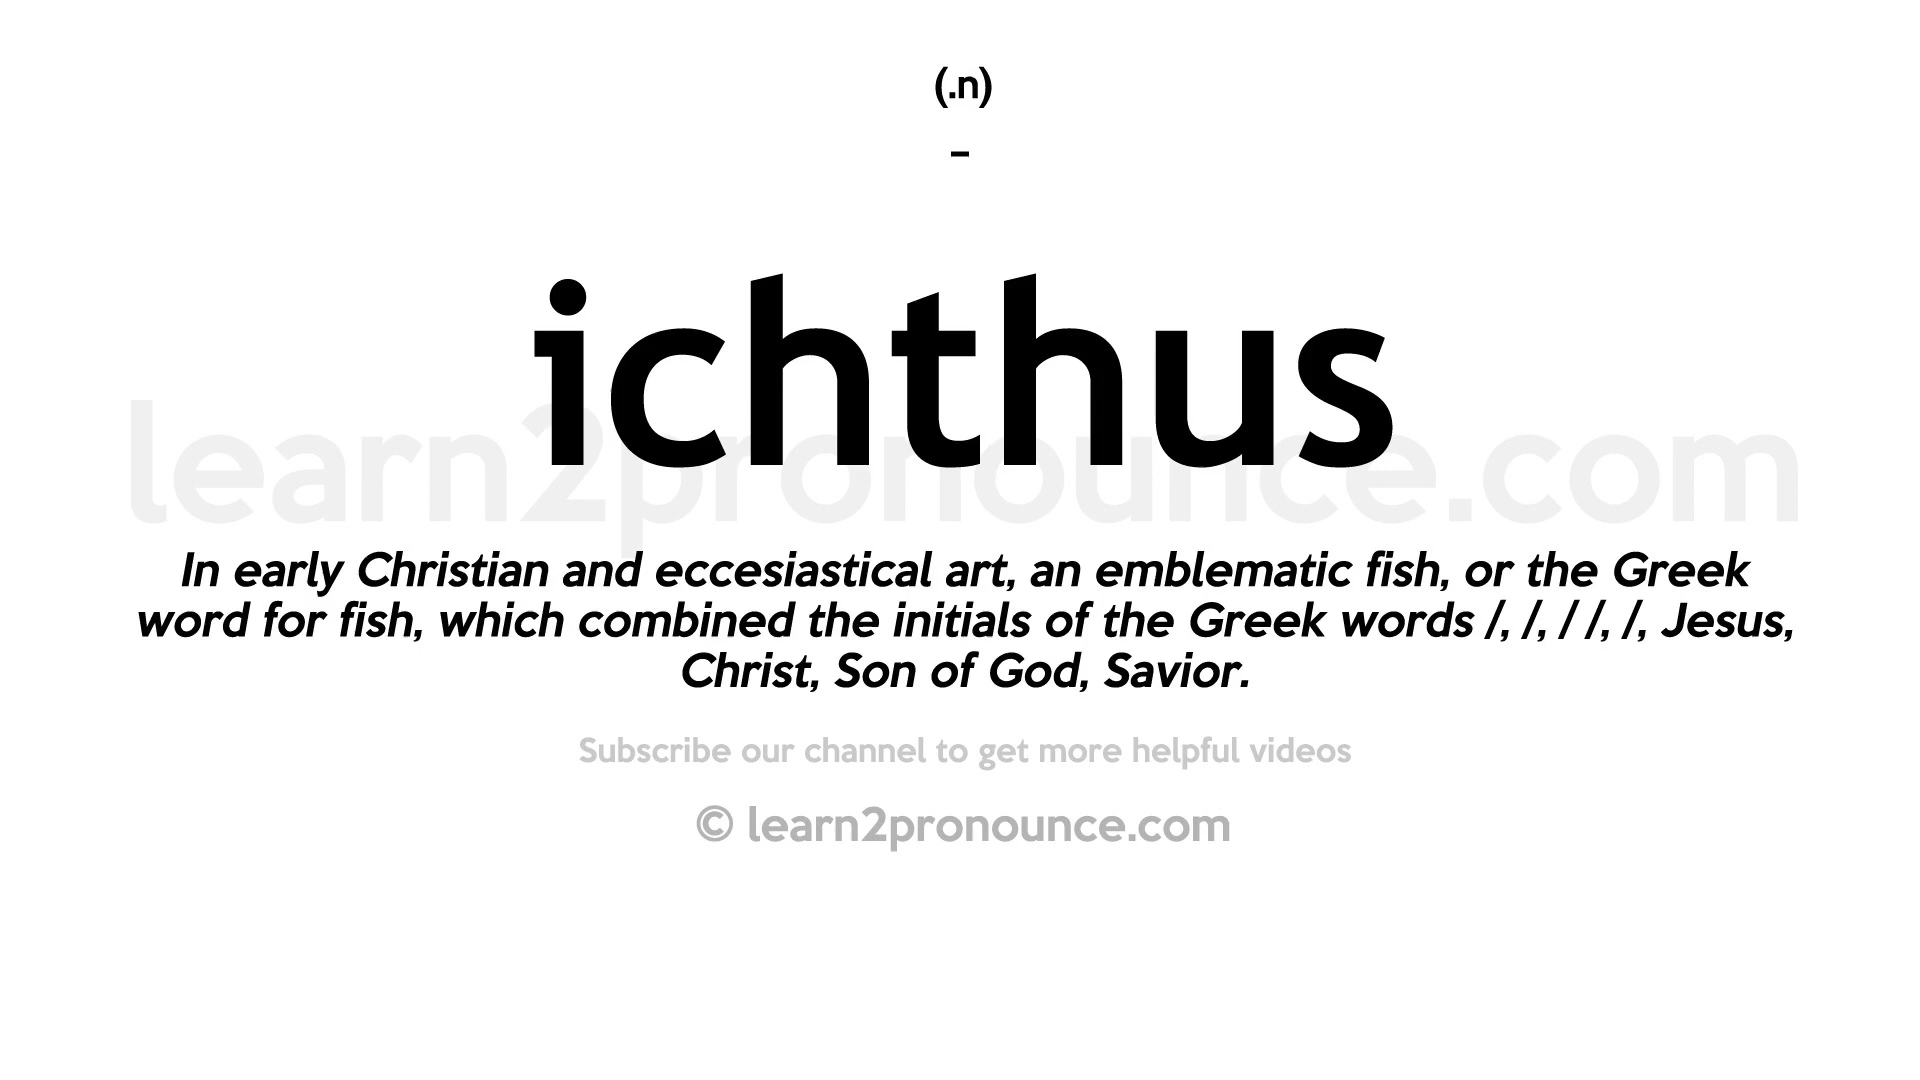 (.n)
-
ichthus
learn2pronounce.com
In early Christian and eccesiastical art, an emblematic fish, or the Greek
word for fish, which combined the initials of the Greek words /, /, / /, /, Jesus,
Christ, Son of God, Savior.
Subscribe our channel to get more helpful videos
© learn2pronounce.com